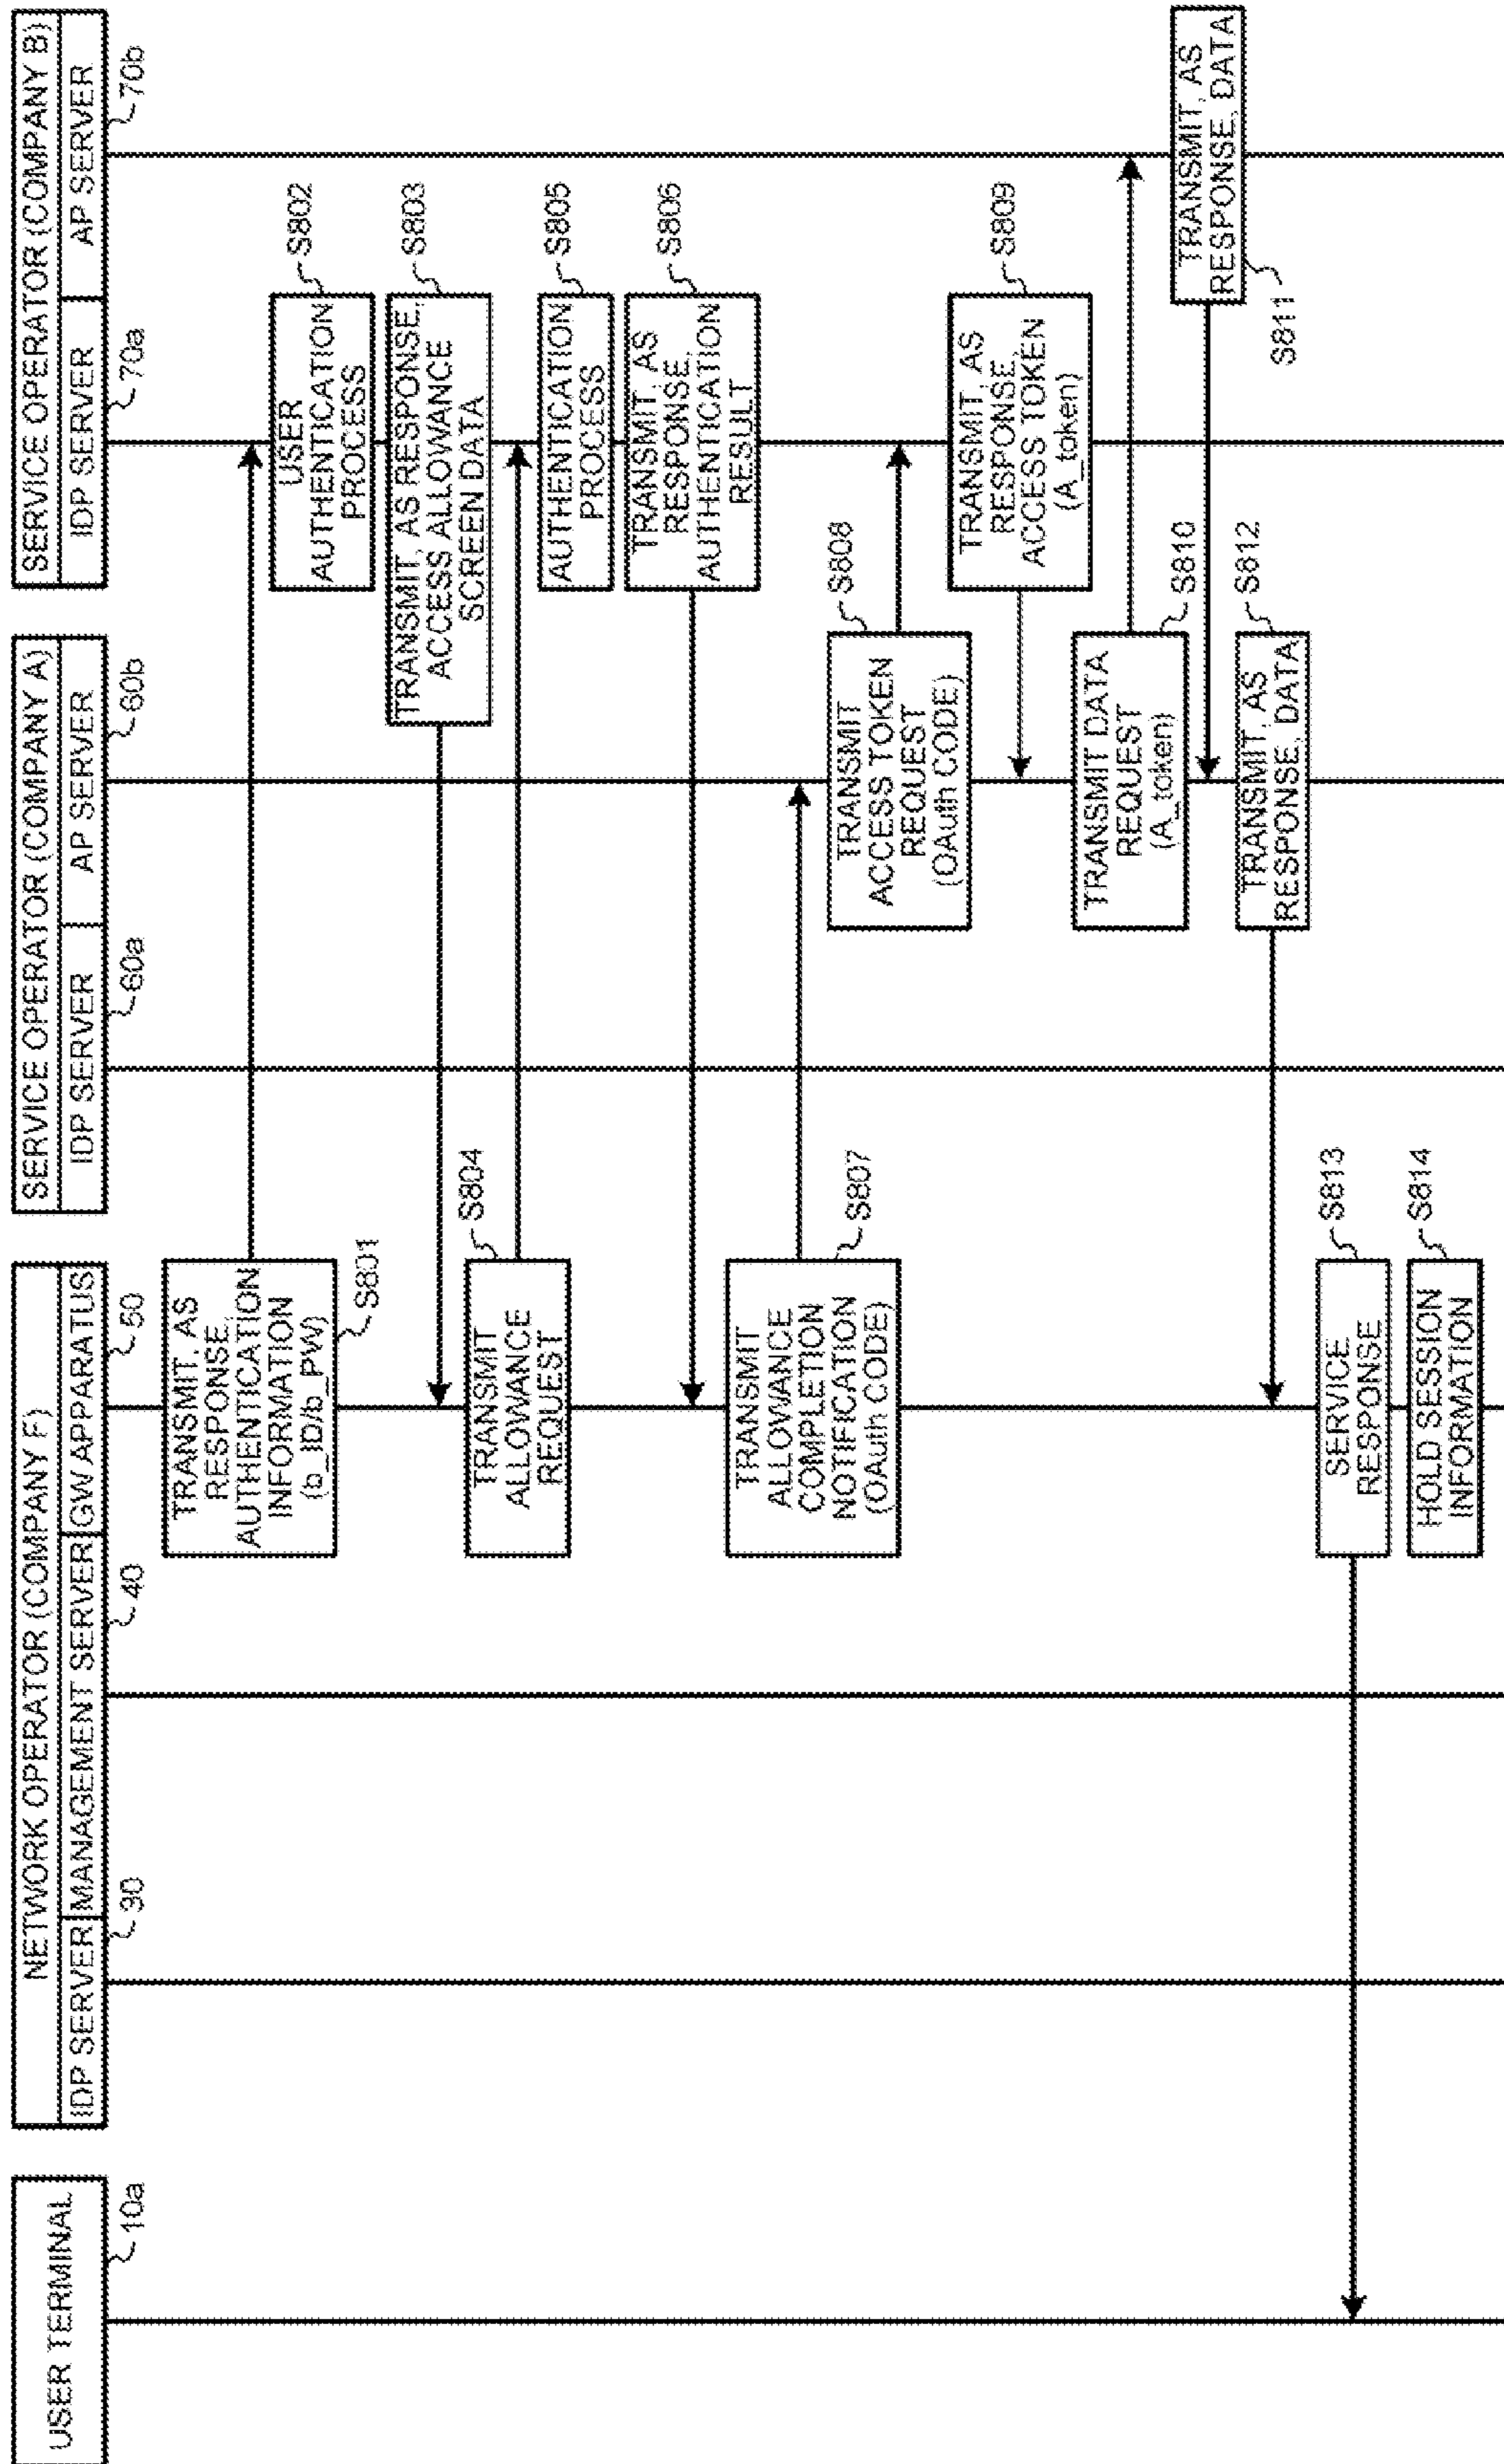 USER TERMINAL
10a
NETWORK OPERATOR (COMPANY F)
IDP SERVER
MANAGEMENT SERVER
GW APPARATUS
30
40
50
SERVICE OPERATOR (COMPANY A)
IDP SERVER
AP SERVER
60a
60b
SERVICE OPERATOR (COMPANY B)
IDP SERVER
AP SERVER
70a
70b
TRANSMIT, AS
RESPONSE,
AUTHENTICATION
INFORMATION
(b_ID/b_PW)
S801
USER
AUTHENTICATION
PROCESS
S802
TRANSMIT, AS RESPONSE,
ACCESS ALLOWANCE
SCREEN DATA
S803
TRANSMIT
ALLOWANCE
REQUEST
S804
AUTHENTICATION
PROCESS
S805
TRANSMIT, AS
RESPONSE,
AUTHENTICATION
RESULT
S806
TRANSMIT
ALLOWANCE
COMPLETION
NOTIFICATION
(OAuth CODE)
S807
TRANSMIT
ACCESS TOKEN
REQUEST
(OAuth CODE)
S808
TRANSMIT, AS
RESPONSE,
ACCESS TOKEN
(A_token)
S809
TRANSMIT DATA
REQUEST
(A_token)
S810
TRANSMIT, AS
RESPONSE, DATA
S811
TRANSMIT, AS
RESPONSE, DATA
S812
SERVICE
RESPONSE
S813
HOLD SESSION
INFORMATION
S814